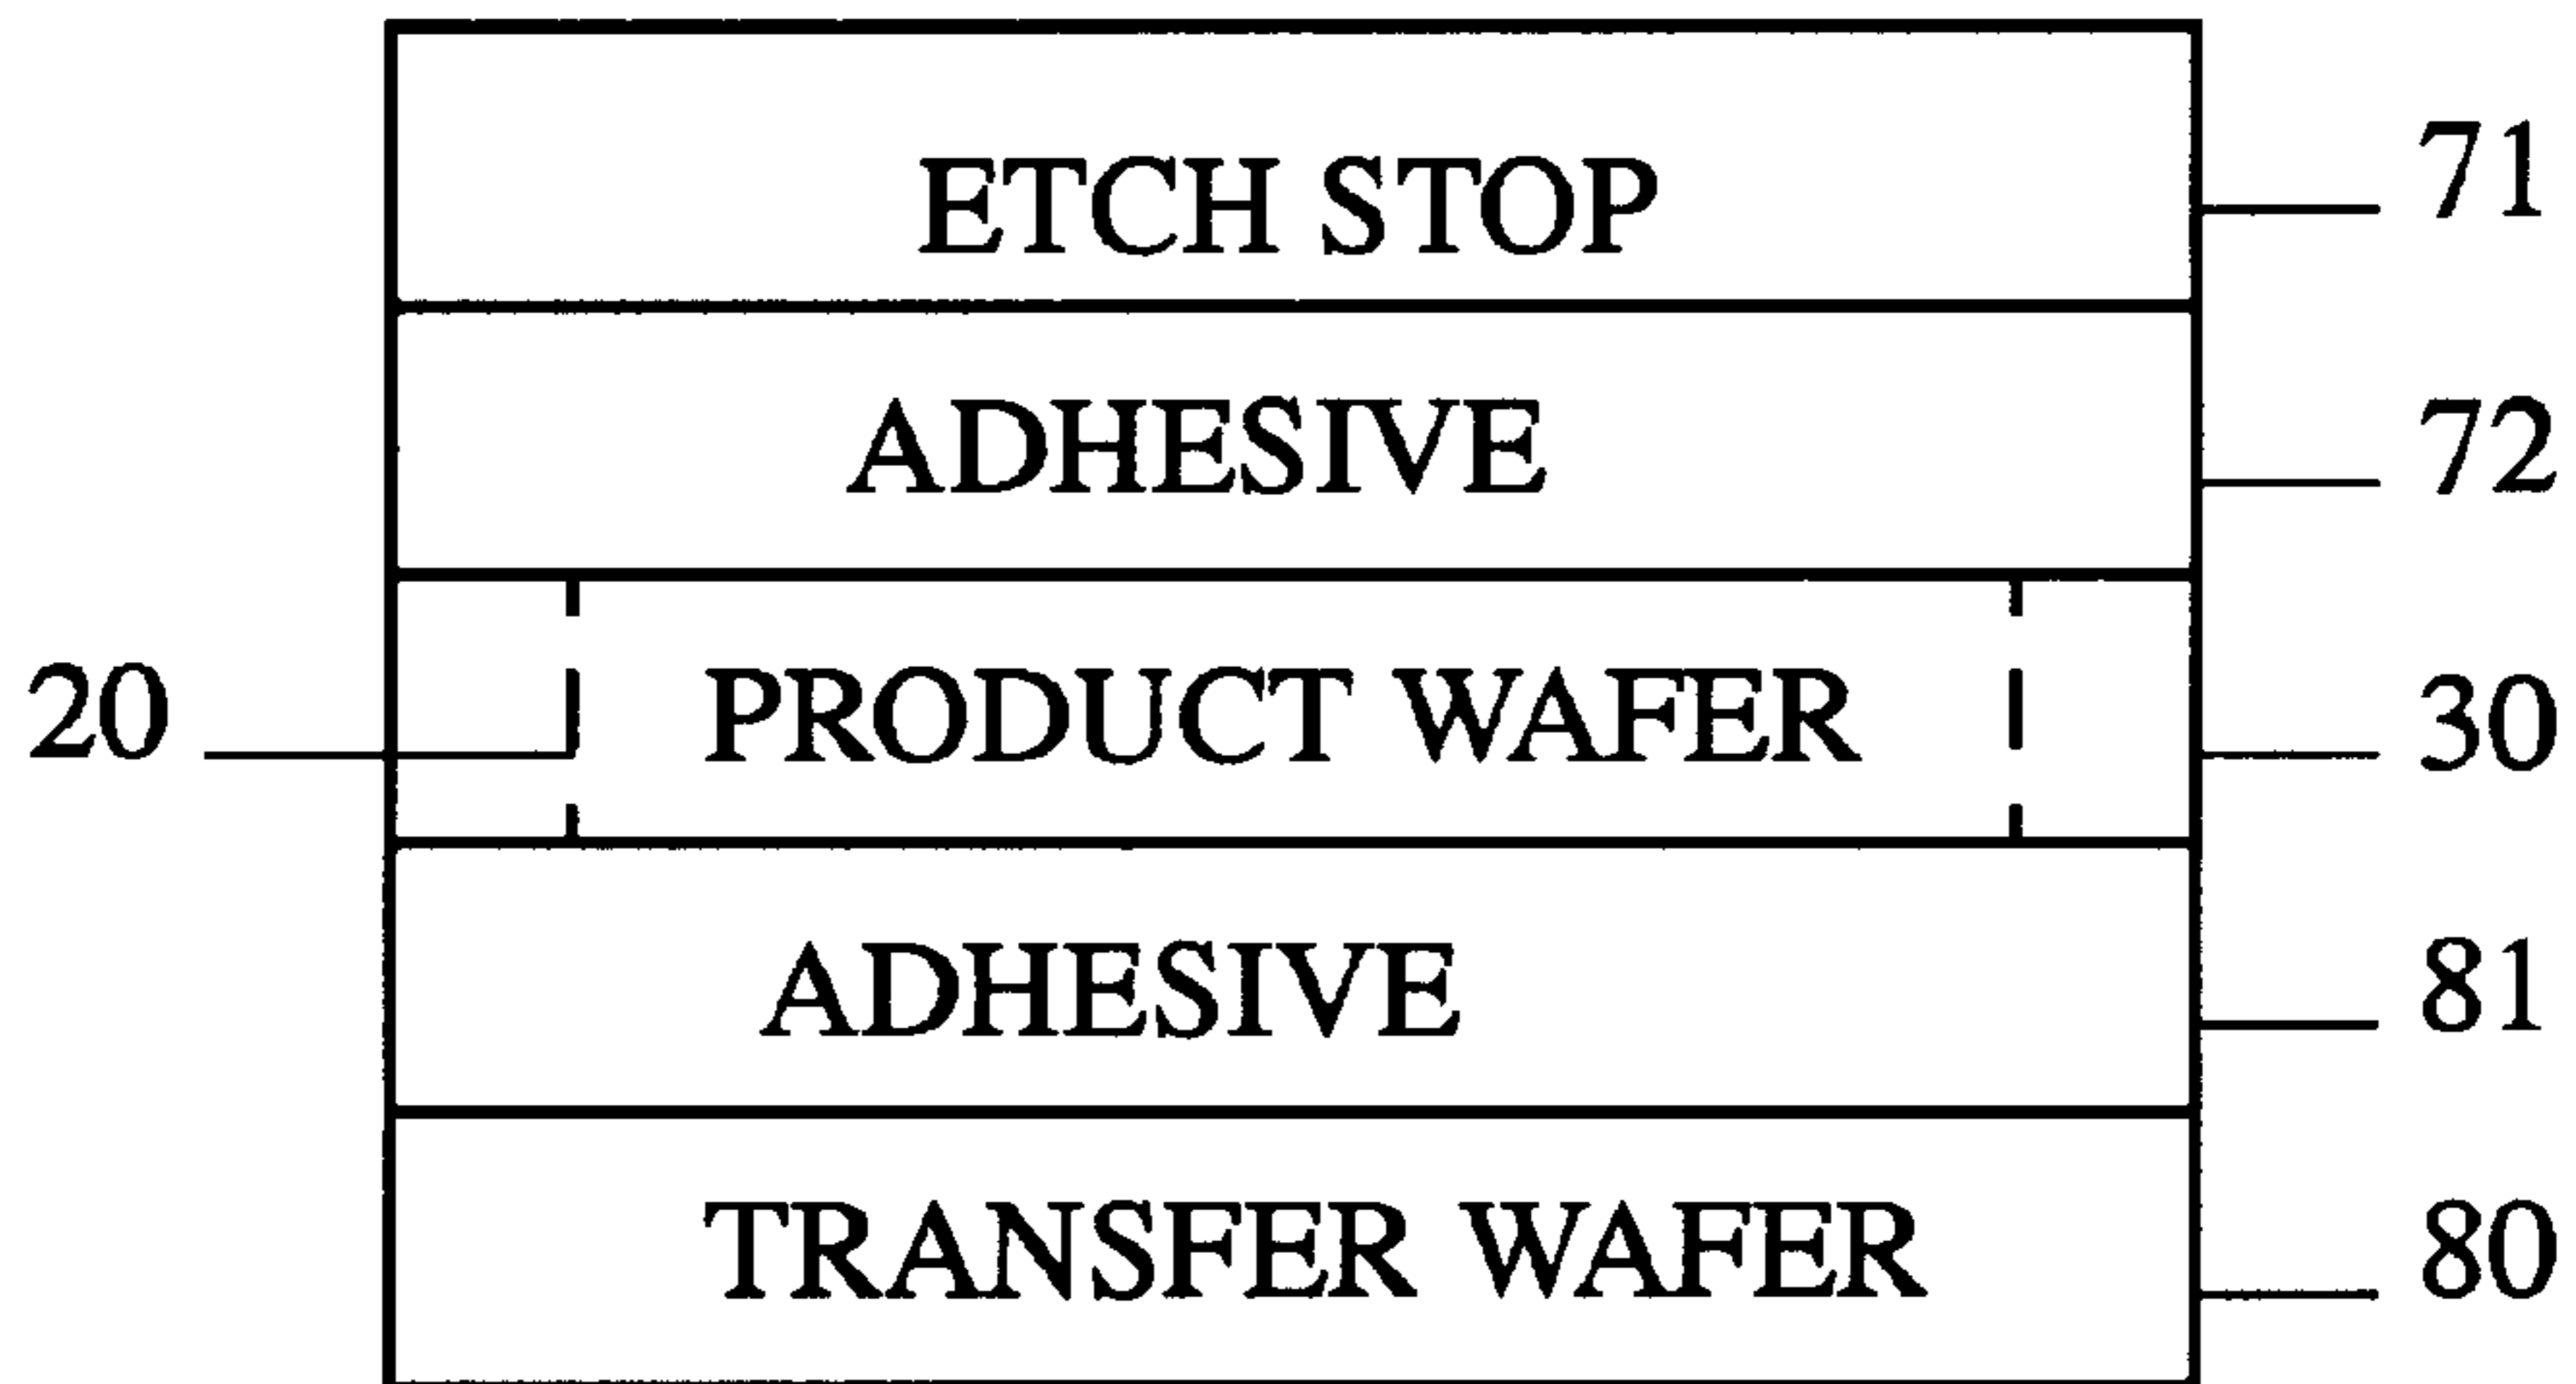 ETCH STOP 71
ADHESIVE 72
20 PRODUCT WAFER 30
ADHESIVE 81
TRANSFER WAFER 80